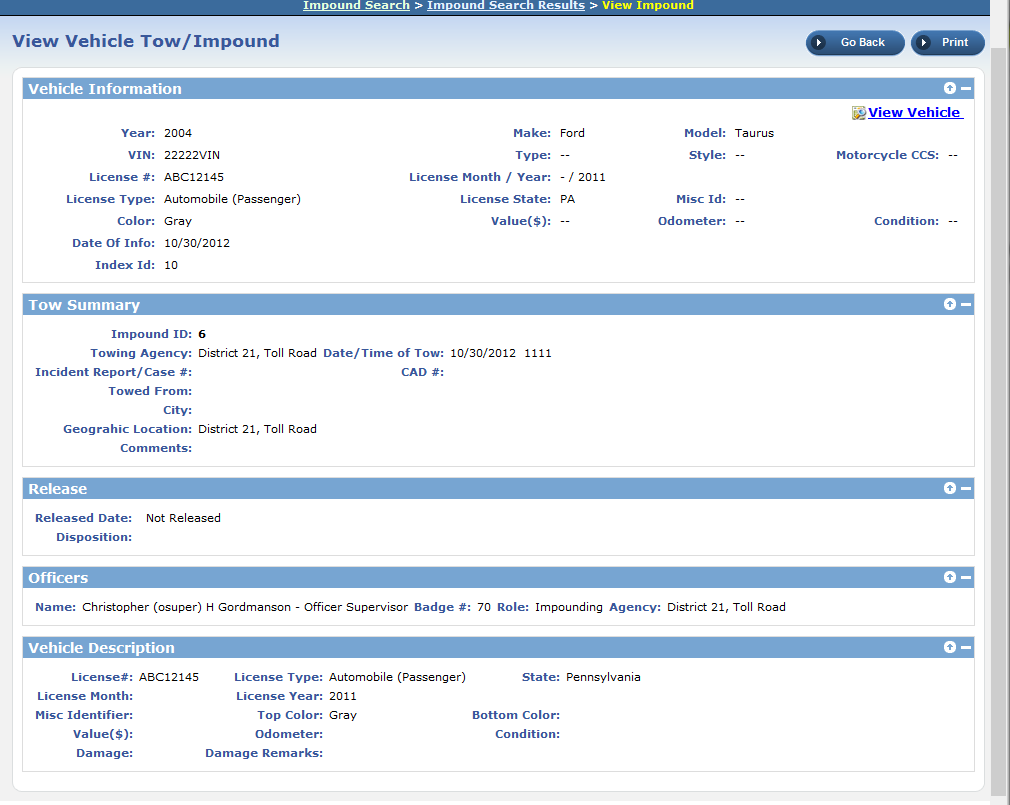 Impound Search > Impound Search Results > View Impound
View Vehicle Tow/Impound
Go Back Print
Vehicle Information
View Vehicle
Year: 2004 Make: Ford Model: Taurus
VIN: 22222VIN Type: -- Style: -- Motorcycle CCS: --
License #: ABC12145 License Month / Year: - / 2011
License Type: Automobile (Passenger) License State: PA Misc Id: --
Color: Gray Value($): -- Odometer: -- Condition: --
Date Of Info: 10/30/2012
Index Id: 10
Tow Summary
Impound ID: 6
Towing Agency: District 21, Toll Road Date/Time of Tow: 10/30/2012 1111
Incident Report/Case #: CAD #:
Towed From:
City:
Geograhic Location: District 21, Toll Road
Comments:
Release
Released Date: Not Released
Disposition:
Officers
Name: Christopher (osuper) H Gordmanson - Officer Supervisor Badge #: 70 Role: Impounding Agency: District 21, Toll Road
Vehicle Description
License#: ABC12145 License Type: Automobile (Passenger) State: Pennsylvania
License Month: License Year: 2011
Misc Identifier: Top Color: Gray Bottom Color:
Value($): Odometer: Condition:
Damage: Damage Remarks: